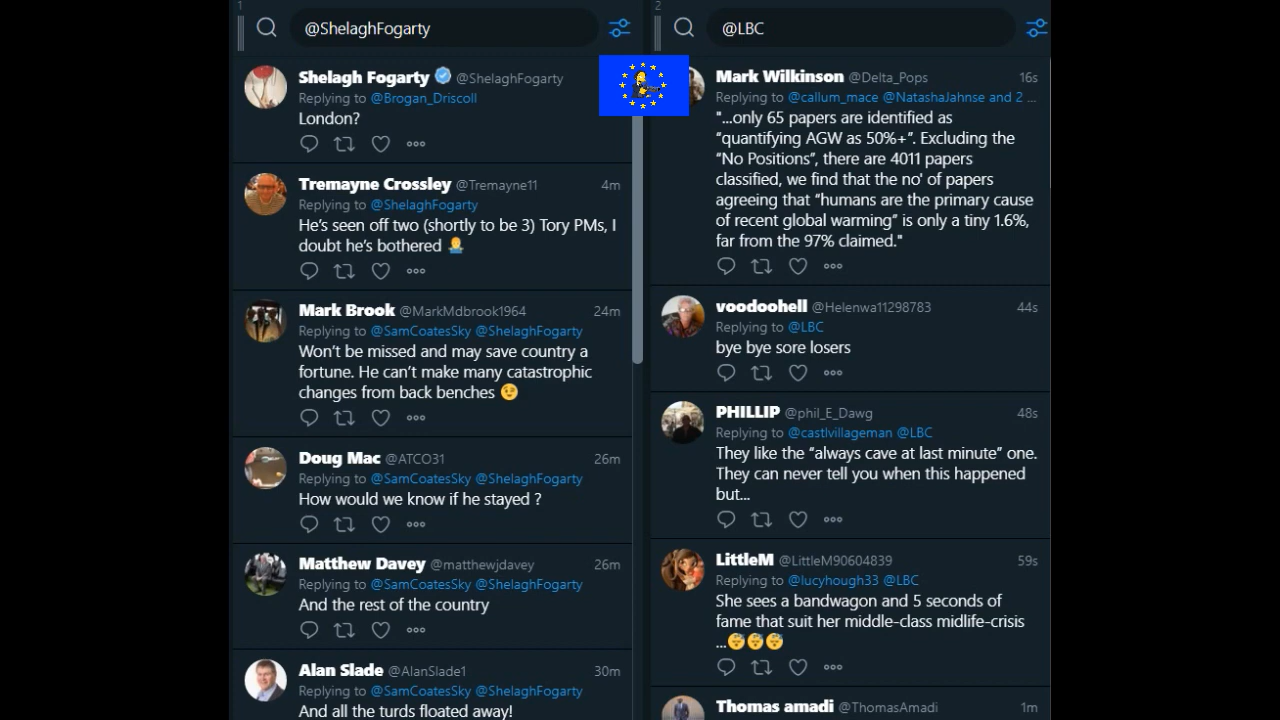 1
@ShelaghFogarty
Shelagh Fogarty @ShelaghFogarty
Replying to @Brogan_Driscoll
London?
Tremayne Crossley @Tremayne11 4m
Replying to @ShelaghFogarty
He's seen off two (shortly to be 3) Tory PMs, I
doubt he's bothered
Mark Brook @MarkMdbrook1964 24m
Replying to @SamCoatesSky @ShelaghFogarty
Won't be missed and may save country a
fortune. He can't make many catastrophic
changes from back benches
Doug Mac @ATCO31 26m
Replying to @SamCoatesSky @ShelaghFogarty
How would we know if he stayed ?
Matthew Davey @matthewjdavey 26m
Replying to @SamCoatesSky @ShelaghFogarty
And the rest of the country
Alan Slade @AlanSlade1 30m
Replying to @SamCoatesSky @ShelaghFogarty
And all the turds floated away!
2
@LBC
Mark Wilkinson @Delta_Pops 16s
Replying to @callum_mace @NatashaJahnse and 2 ...
"...only 65 papers are identified as
“quantifying AGW as 50%+”. Excluding the
“No Positions”, there are 4011 papers
classified, we find that the no' of papers
agreeing that “humans are the primary cause
of recent global warming” is only a tiny 1.6%,
far from the 97% claimed."
voodoohell @Helenwa11298783 44s
Replying to @LBC
bye bye sore losers
PHILLIP @phil_E_Dawg 48s
Replying to @castlvillageman @LBC
They like the “always cave at last minute” one.
They can never tell you when this happened
but...
LittleM @LittleM90604839 59s
Replying to @lucyhough33 @LBC
She sees a bandwagon and 5 seconds of
fame that suit her middle-class midlife-crisis
...
Thomas amadi @ThomasAmadi 1m